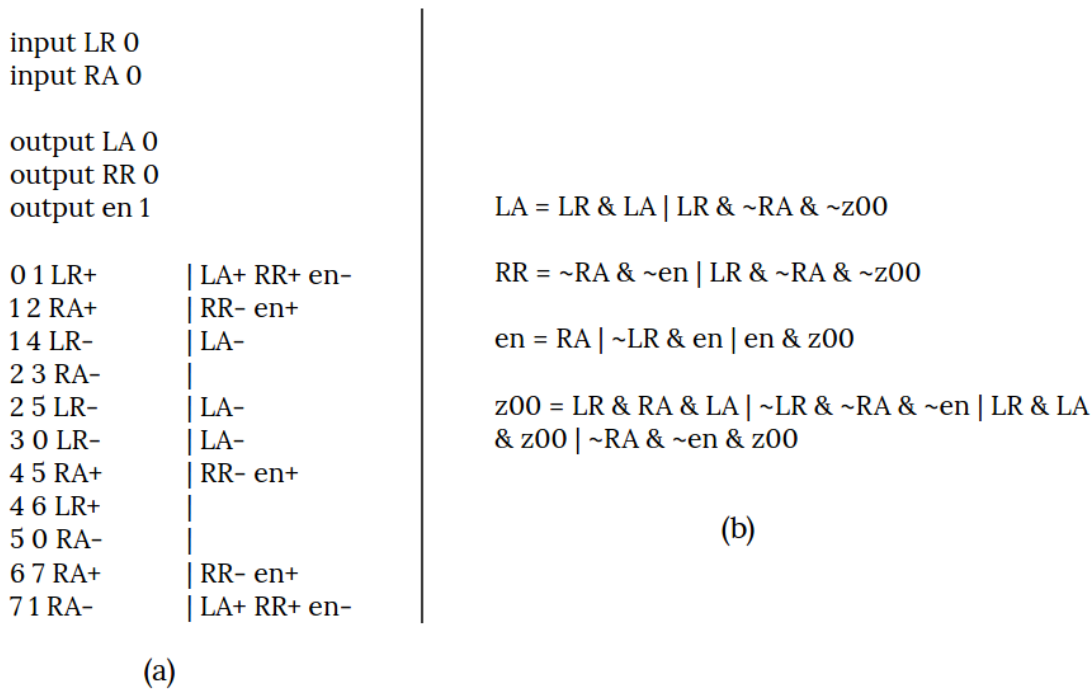 input LR 0
input RA 0
output LA 0
output RR 0
output en 1
0 1 LR+ | LA+ RR+ en-
1 2 RA+ | RR- en+
1 4 LR- | LA-
2 3 RA- |
2 5 LR- | LA-
3 0 LR- | LA-
4 5 RA+ | RR- en+
4 6 LR+ |
5 0 RA- |
6 7 RA+ | RR- en+
7 1 RA- | LA+ RR+ en-
(a)
LA = LR & LA | LR & ~RA & ~z00
RR = ~RA & ~en | LR & ~RA & ~z00
en = RA | ~LR & en | en & z00
z00 = LR & RA & LA | ~LR & ~RA & ~en | LR & LA
& z00 | ~RA & ~en & z00
(b)